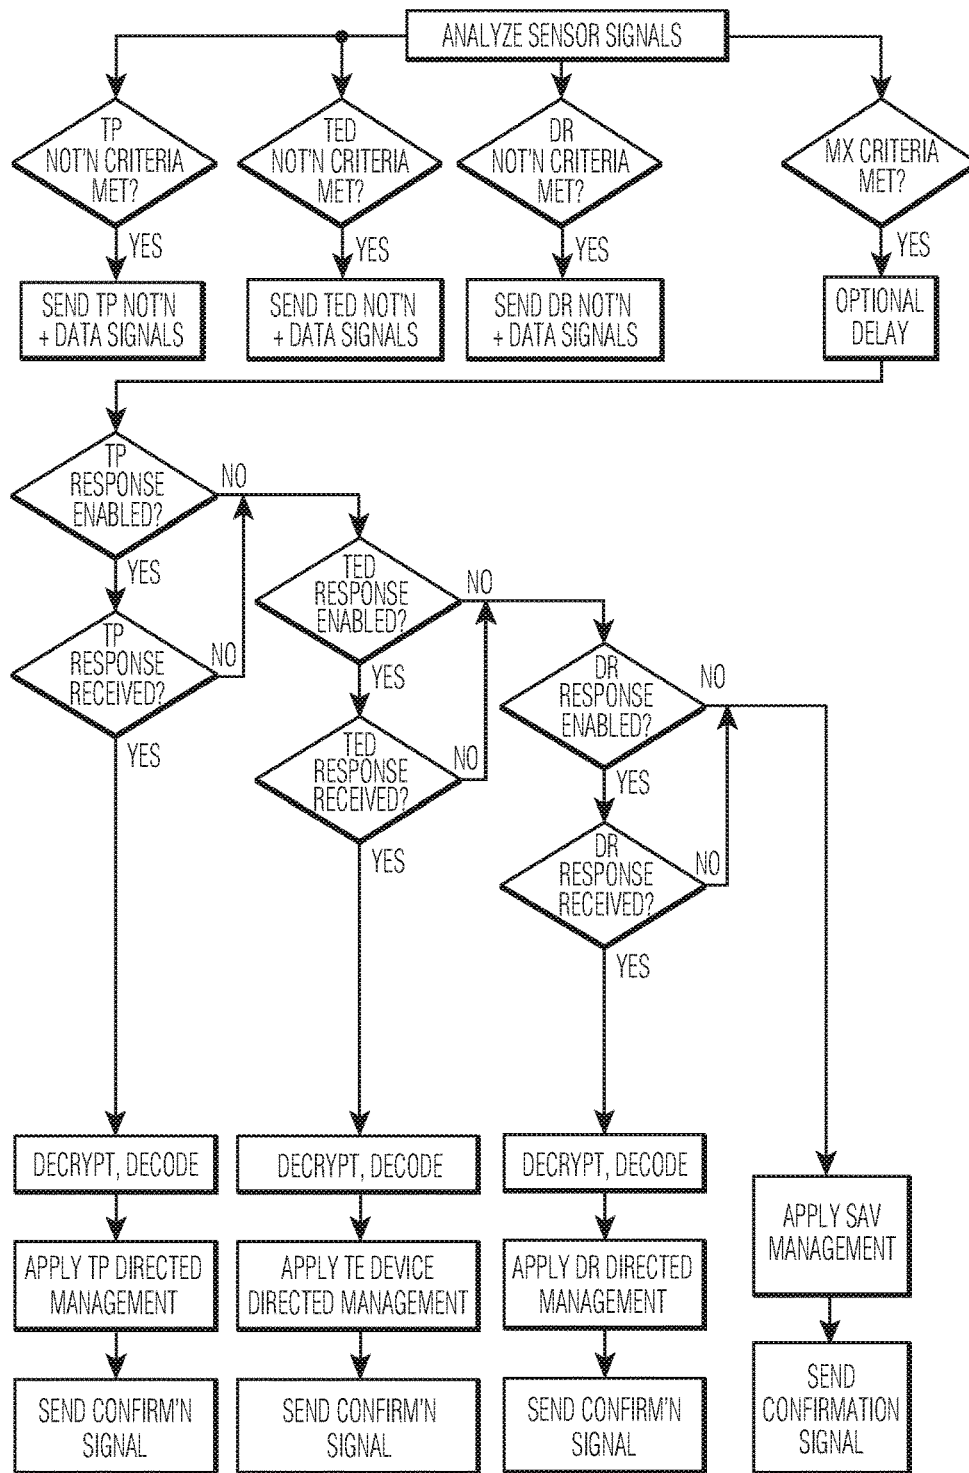 ANALYZE SENSOR SIGNALS
TP
NOT'N CRITERIA
MET?
TED
NOT'N CRITERIA
MET?
DR
NOT'N CRITERIA
MET?
MX CRITERIA
MET?
YES
YES
YES
YES
SEND TP NOT'N
+ DATA SIGNALS
SEND TED NOT'N
+ DATA SIGNALS
SEND DR NOT'N
+ DATA SIGNALS
OPTIONAL
DELAY
TP
RESPONSE
ENABLED?
NO
YES
TED
RESPONSE
ENABLED?
NO
TP
RESPONSE
RECEIVED?
NO
YES
DR
RESPONSE
ENABLED?
NO
YES
TED
RESPONSE
RECEIVED?
NO
YES
YES
DR
RESPONSE
RECEIVED?
NO
YES
DECRYPT, DECODE
DECRYPT, DECODE
DECRYPT, DECODE
APPLY SAV
MANAGEMENT
APPLY TP DIRECTED
MANAGEMENT
APPLY TE DEVICE
DIRECTED MANAGEMENT
APPLY DR DIRECTED
MANAGEMENT
SEND CONFIRM'N
SIGNAL
SEND CONFIRM'N
SIGNAL
SEND CONFIRM'N
SIGNAL
SEND
CONFIRMATION
SIGNAL